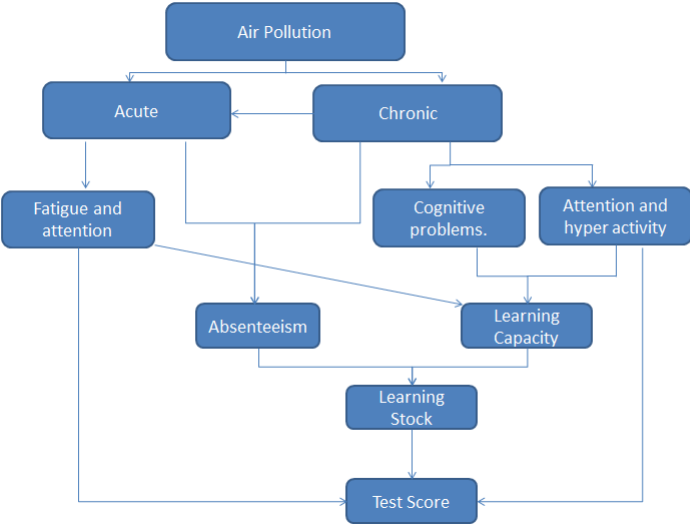 Air Pollution
Acute
Chronic
Fatigue and
attention
Cognitive
problems.
Attention and
hyper activity
Absenteeism
Learning
Capacity
Learning
Stock
Test Score